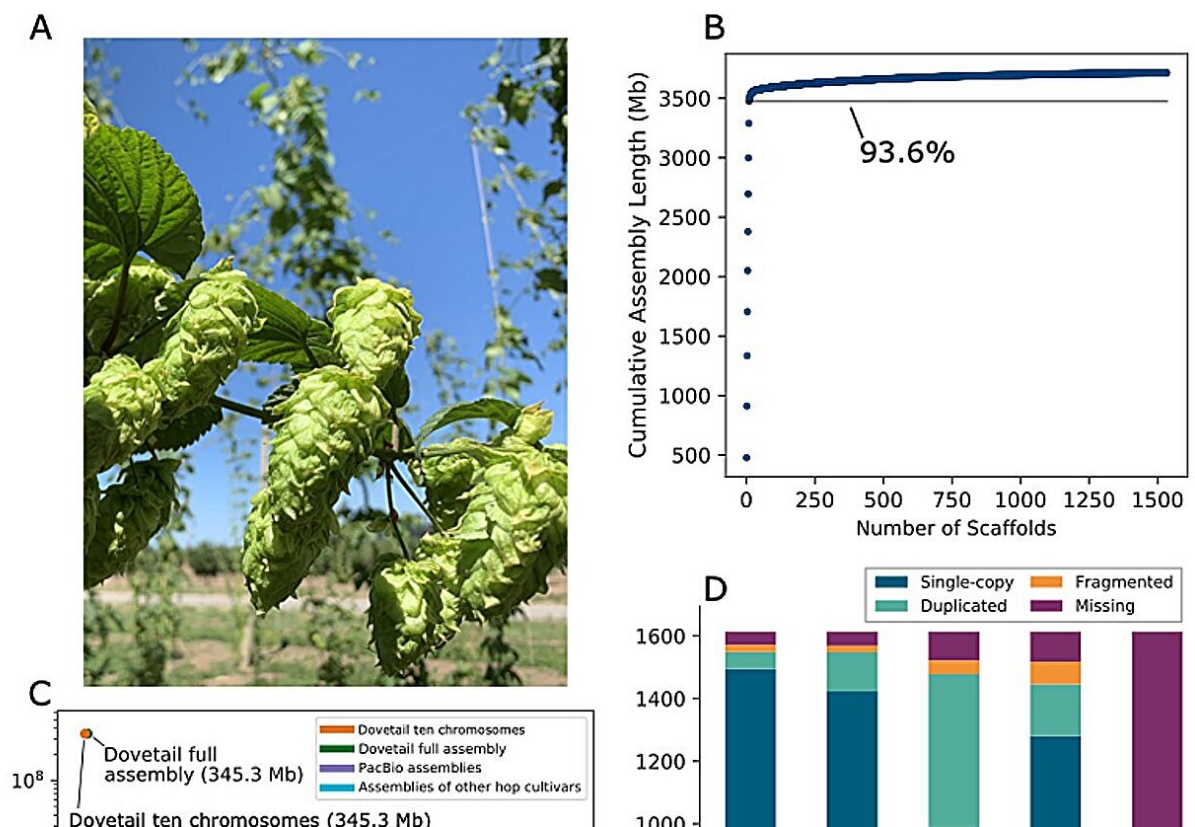 A
B
Cumulative Assembly Length (Mb)
3500
3000
2500
2000
1500
1000
500
93.6%
0 250 500 750 1000 1250 1500
Number of Scaffolds
C
10⁸
Dovetail full
assembly (345.3 Mb)
Dovetail ten chromosomes (345.3 Mb)
Dovetail ten chromosomes
Dovetail full assembly
PacBio assemblies
Assemblies of other hop cultivars
D
Single-copy Fragmented
Duplicated Missing
1600
1400
1200
1000